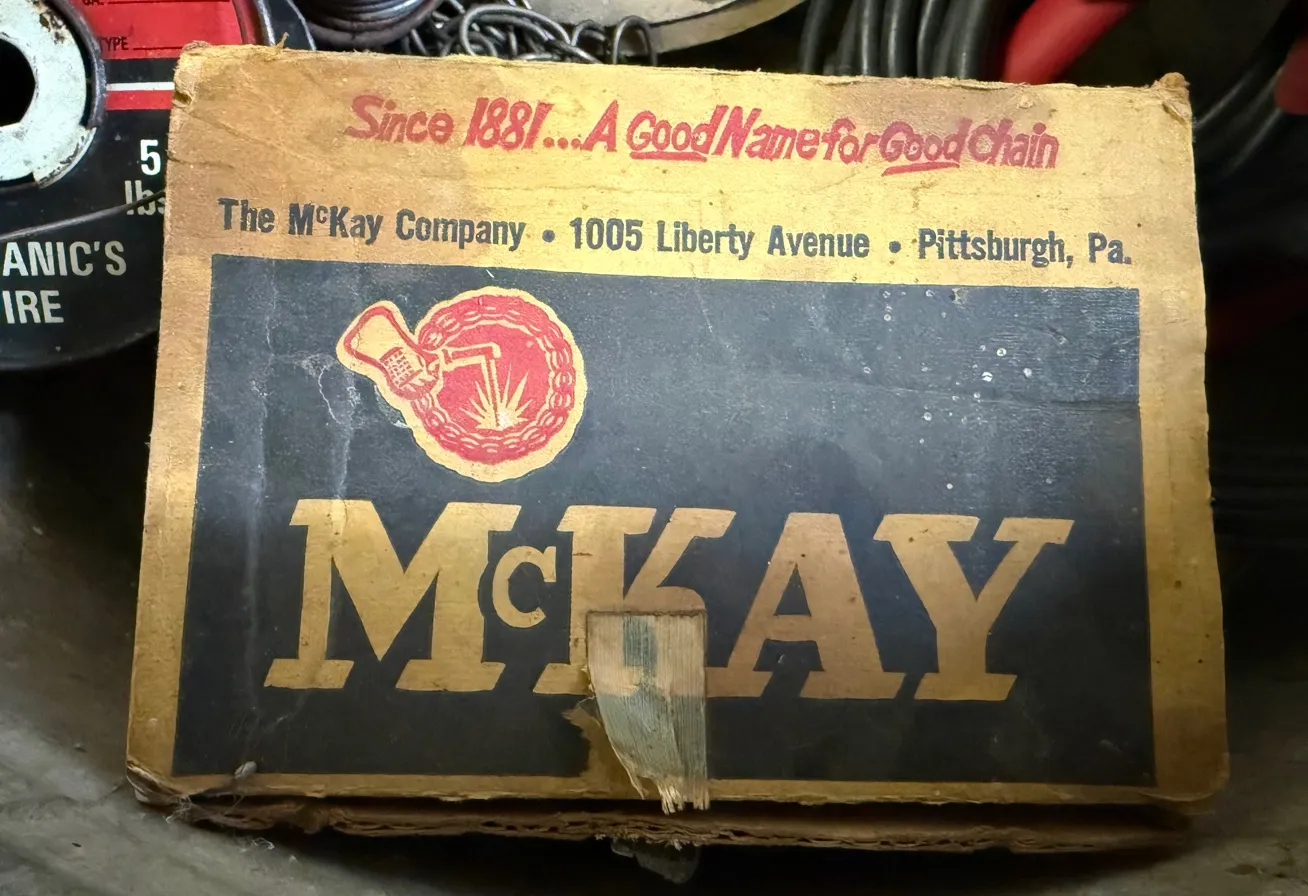 TYPE
5
lbs
ANIC'S
IRE
Since 1881...A Good Name for Good Chain
The McKay Company • 1005 Liberty Avenue • Pittsburgh, Pa.
McKAY